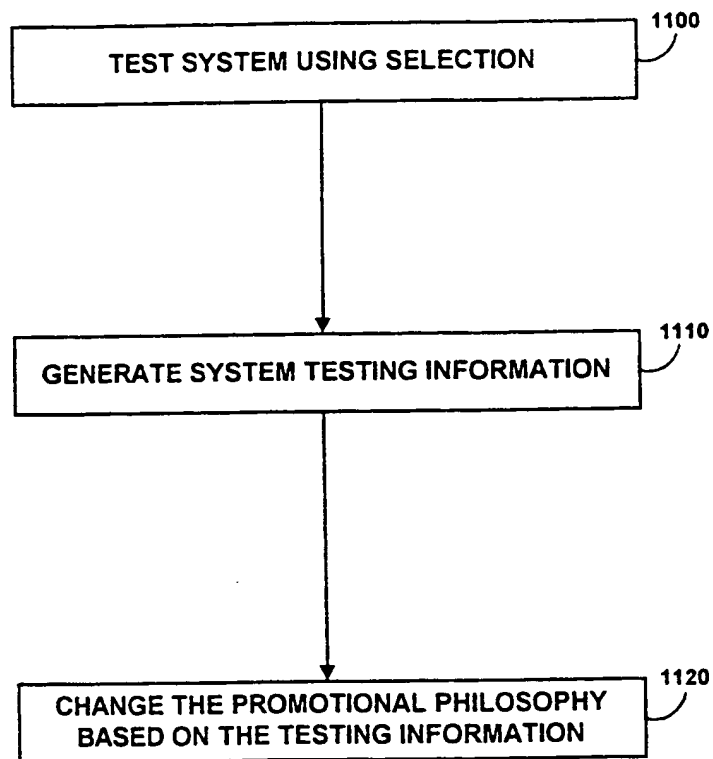 1100
TEST SYSTEM USING SELECTION
1110
GENERATE SYSTEM TESTING INFORMATION
1120
CHANGE THE PROMOTIONAL PHILOSOPHY
BASED ON THE TESTING INFORMATION